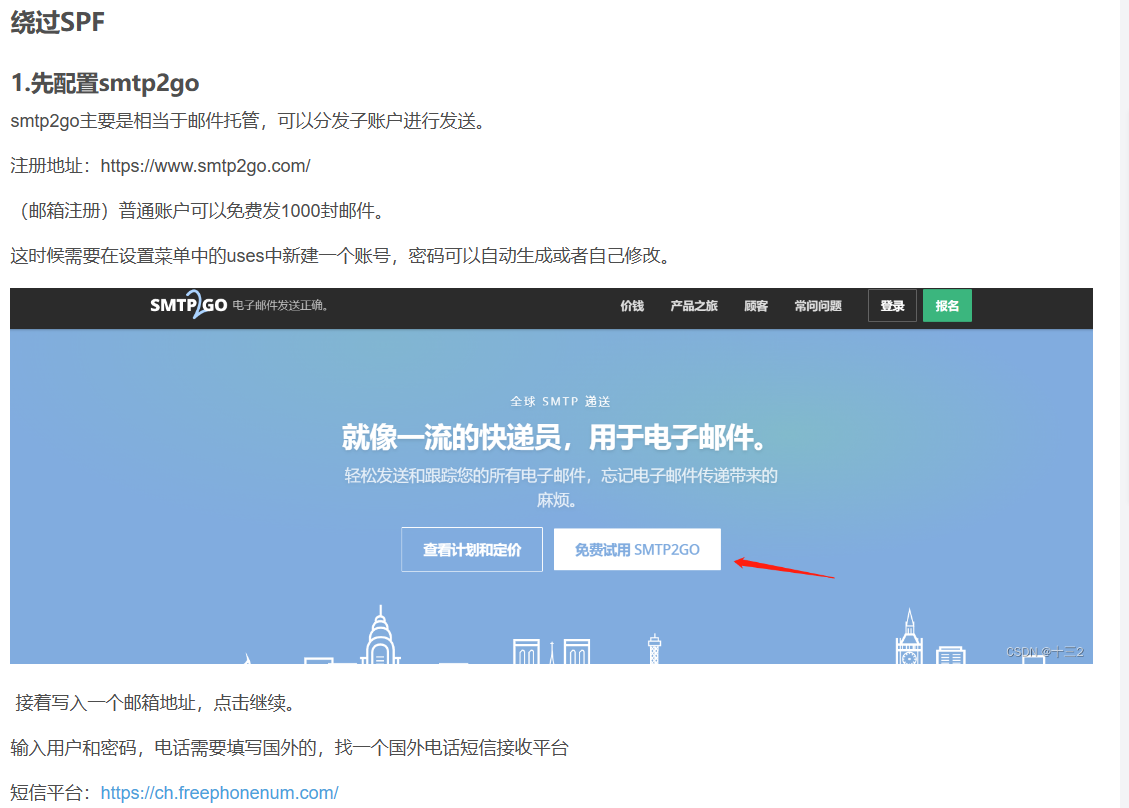 绕过SPF
1.先配置smtp2go
smtp2go主要是相当于邮件托管，可以分发子账户进行发送。
注册地址：https://www.smtp2go.com/
（邮箱注册）普通账户可以免费发1000封邮件。
这时候需要在设置菜单中的uses中新建一个账号，密码可以自动生成或者自己修改。
SMTP2GO 电子邮件发送正确。 价钱 产品之旅 顾客 常问问题 登录 报名
全球 SMTP 递送
就像一流的快递员，用于电子邮件。
轻松发送和跟踪您的所有电子邮件，忘记电子邮件传递带来的
麻烦。
查看计划和定价 免费试用 SMTP2GO
CSDN @十三2
接着写入一个邮箱地址，点击继续。
输入用户和密码，电话需要填写国外的，找一个国外电话短信接收平台
短信平台：https://ch.freephonenum.com/